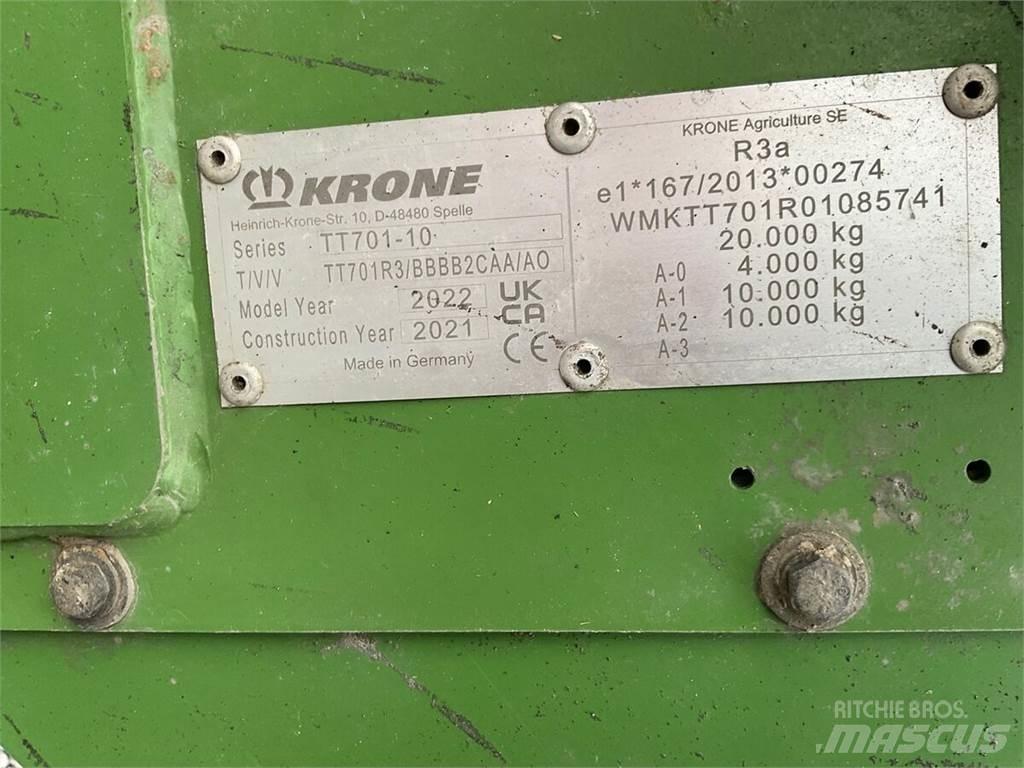 KRONE
Heinrich-Krone-Str. 10, D-48480 Spelle
Series TT701-10
T/V/V TT701R3/BBBB2CAA/AO
Model Year 2022
Construction Year 2021
UK
CA
CE
Made in Germany
KRONE Agriculture SE
R3a
e1*167/2013*00274
WMKTT701R01085741
20.000 kg
A-0 4.000 kg
A-1 10.000 kg
A-2 10.000 kg
A-3
RITCHIE BROS.
MASCUS